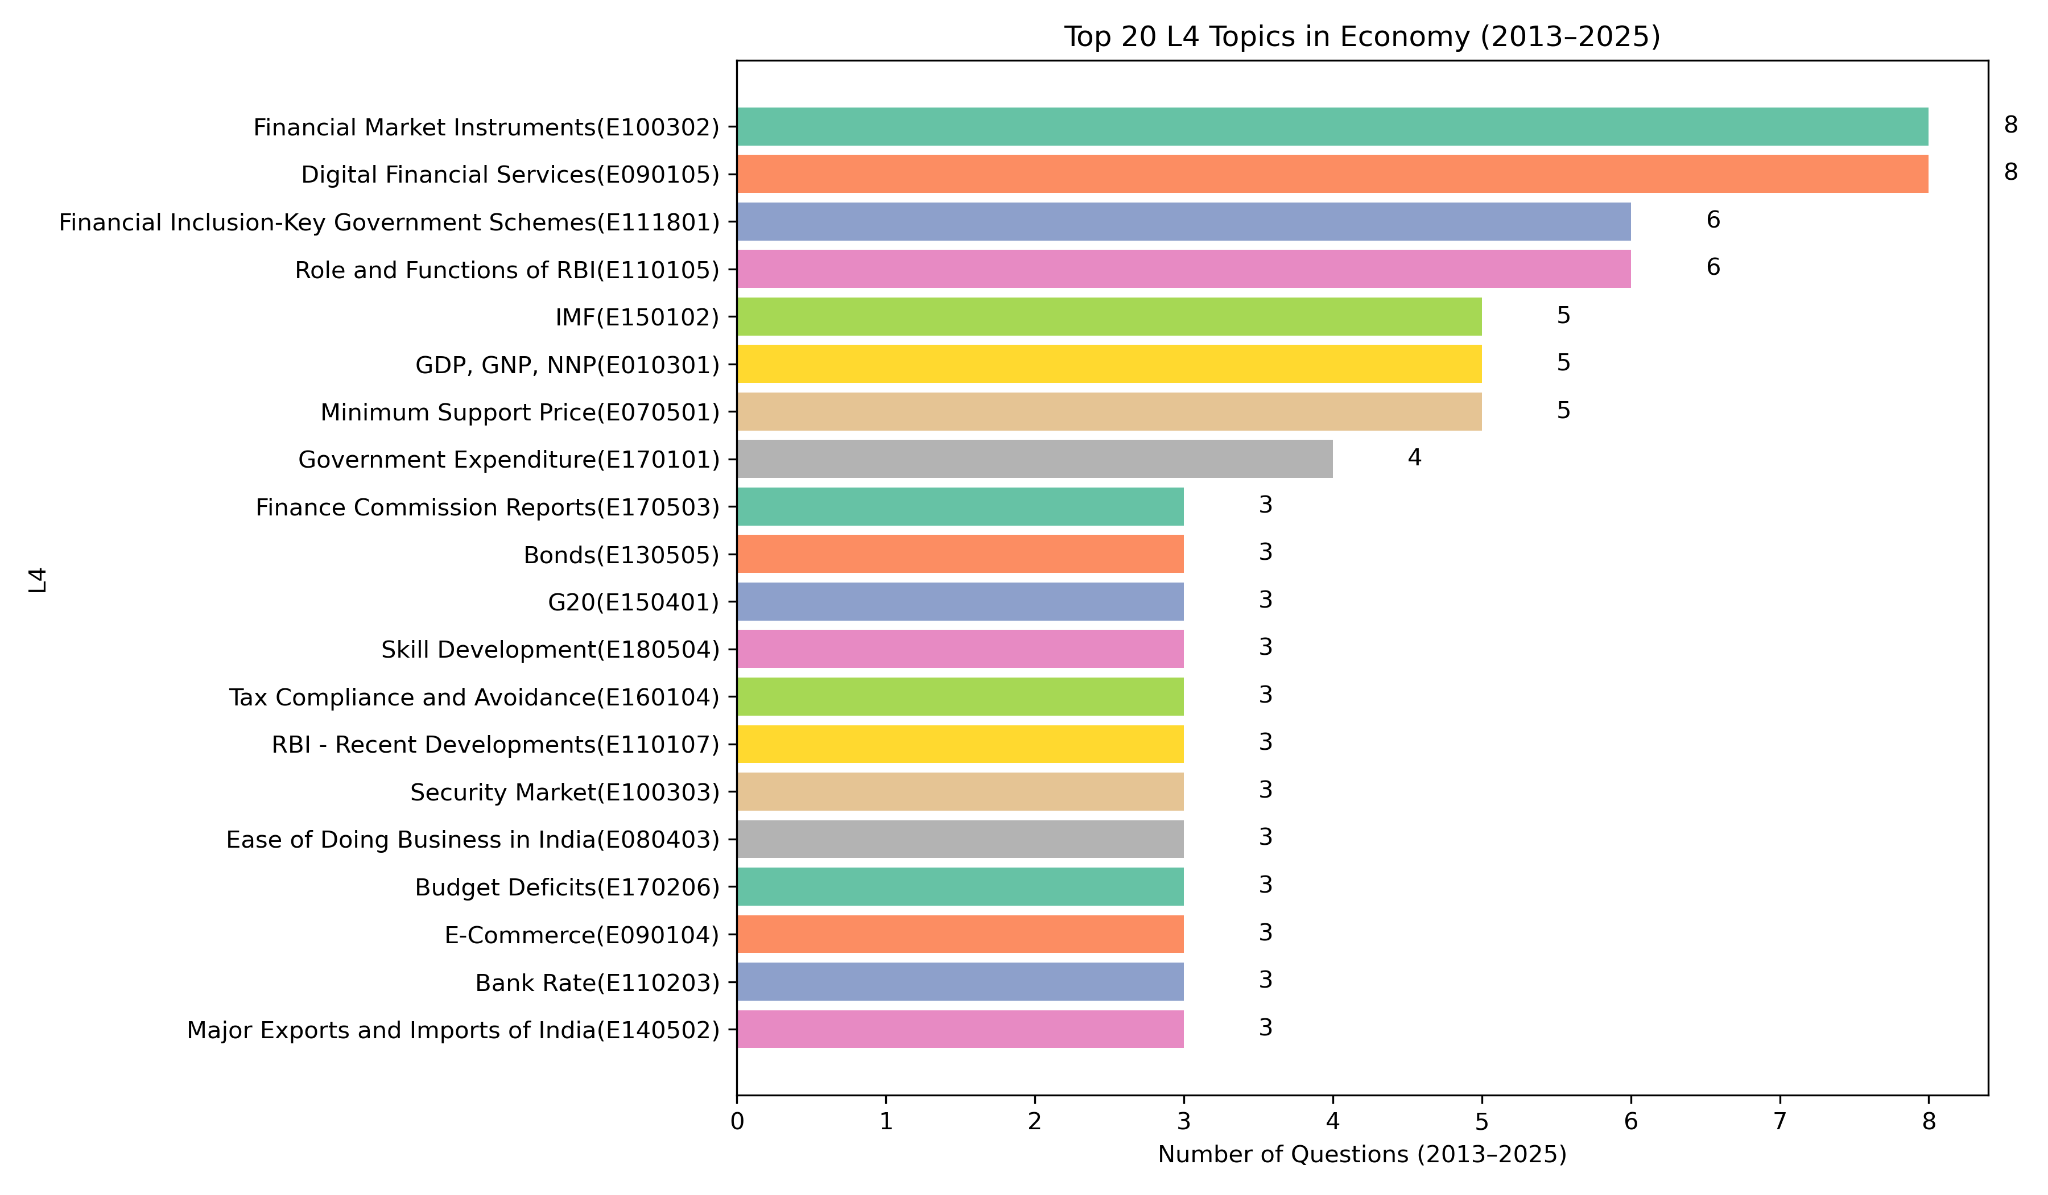 Top 20 L4 Topics in Economy (2013–2025)
Financial Market Instruments(E100302) 8
Digital Financial Services(E090105) 8
Financial Inclusion-Key Government Schemes(E111801) 6
Role and Functions of RBI(E110105) 6
IMF(E150102) 5
GDP, GNP, NNP(E010301) 5
Minimum Support Price(E070501) 5
Government Expenditure(E170101) 4
Finance Commission Reports(E170503) 3
Bonds(E130505) 3
G20(E150401) 3
Skill Development(E180504) 3
Tax Compliance and Avoidance(E160104) 3
RBI - Recent Developments(E110107) 3
Security Market(E100303) 3
Ease of Doing Business in India(E080403) 3
Budget Deficits(E170206) 3
E-Commerce(E090104) 3
Bank Rate(E110203) 3
Major Exports and Imports of India(E140502) 3
L4
0 1 2 3 4 5 6 7 8
Number of Questions (2013–2025)